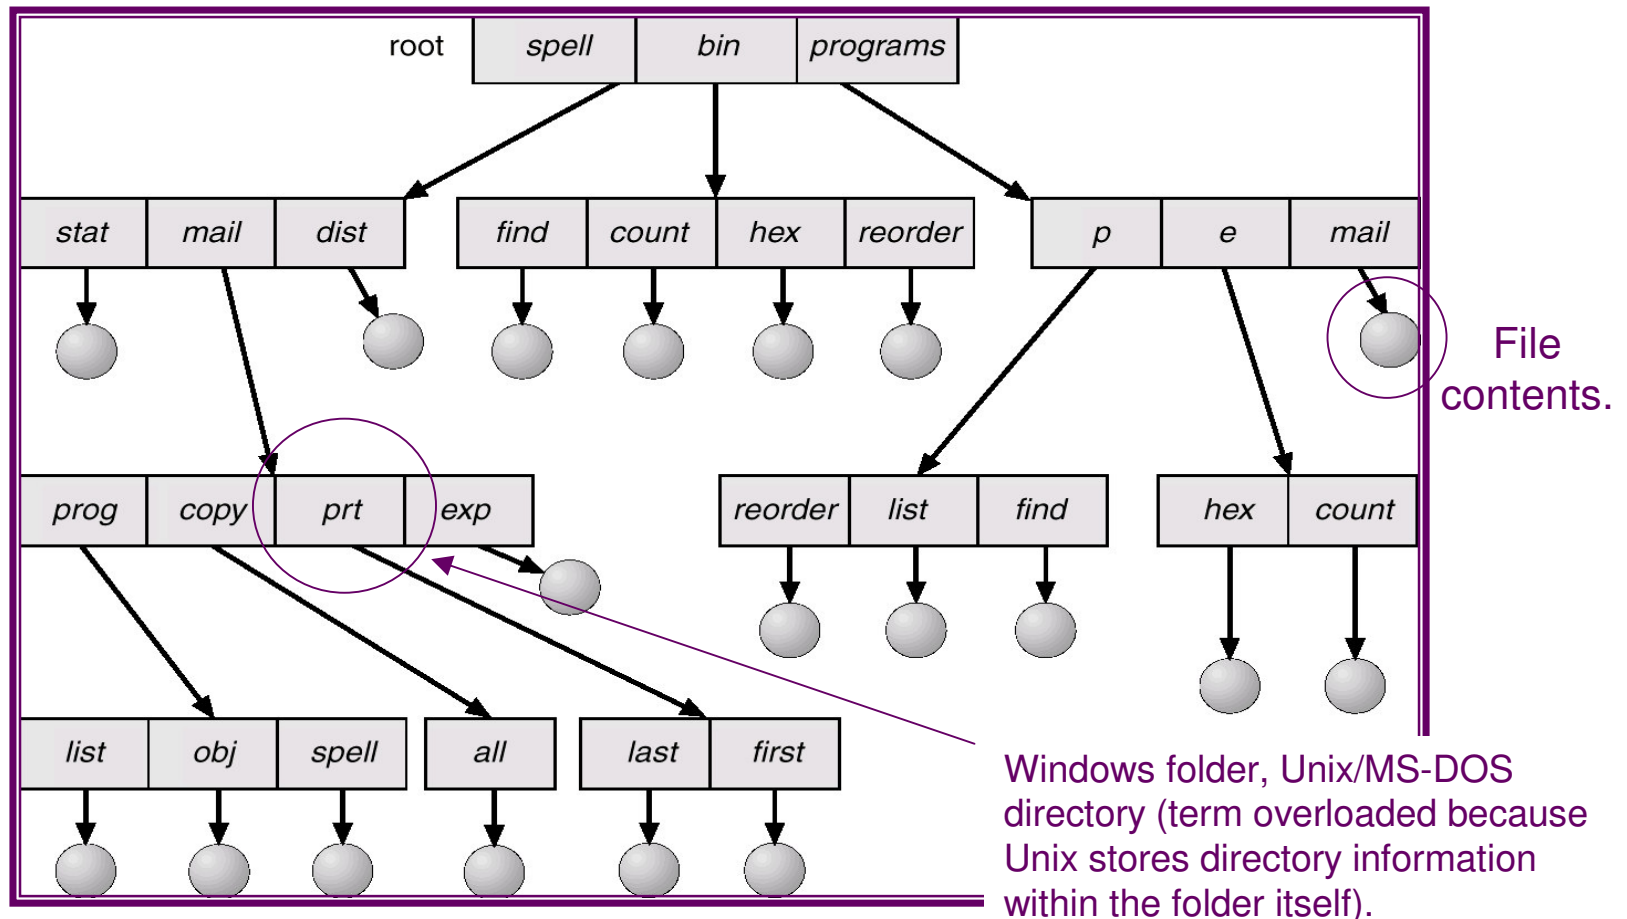 root spell bin programs
stat mail dist find count hex reorder p e mail
File
contents.
prog copy prt exp reorder list find hex count
list obj spell all last first
Windows folder, Unix/MS-DOS
directory (term overloaded because
Unix stores directory information
within the folder itself).